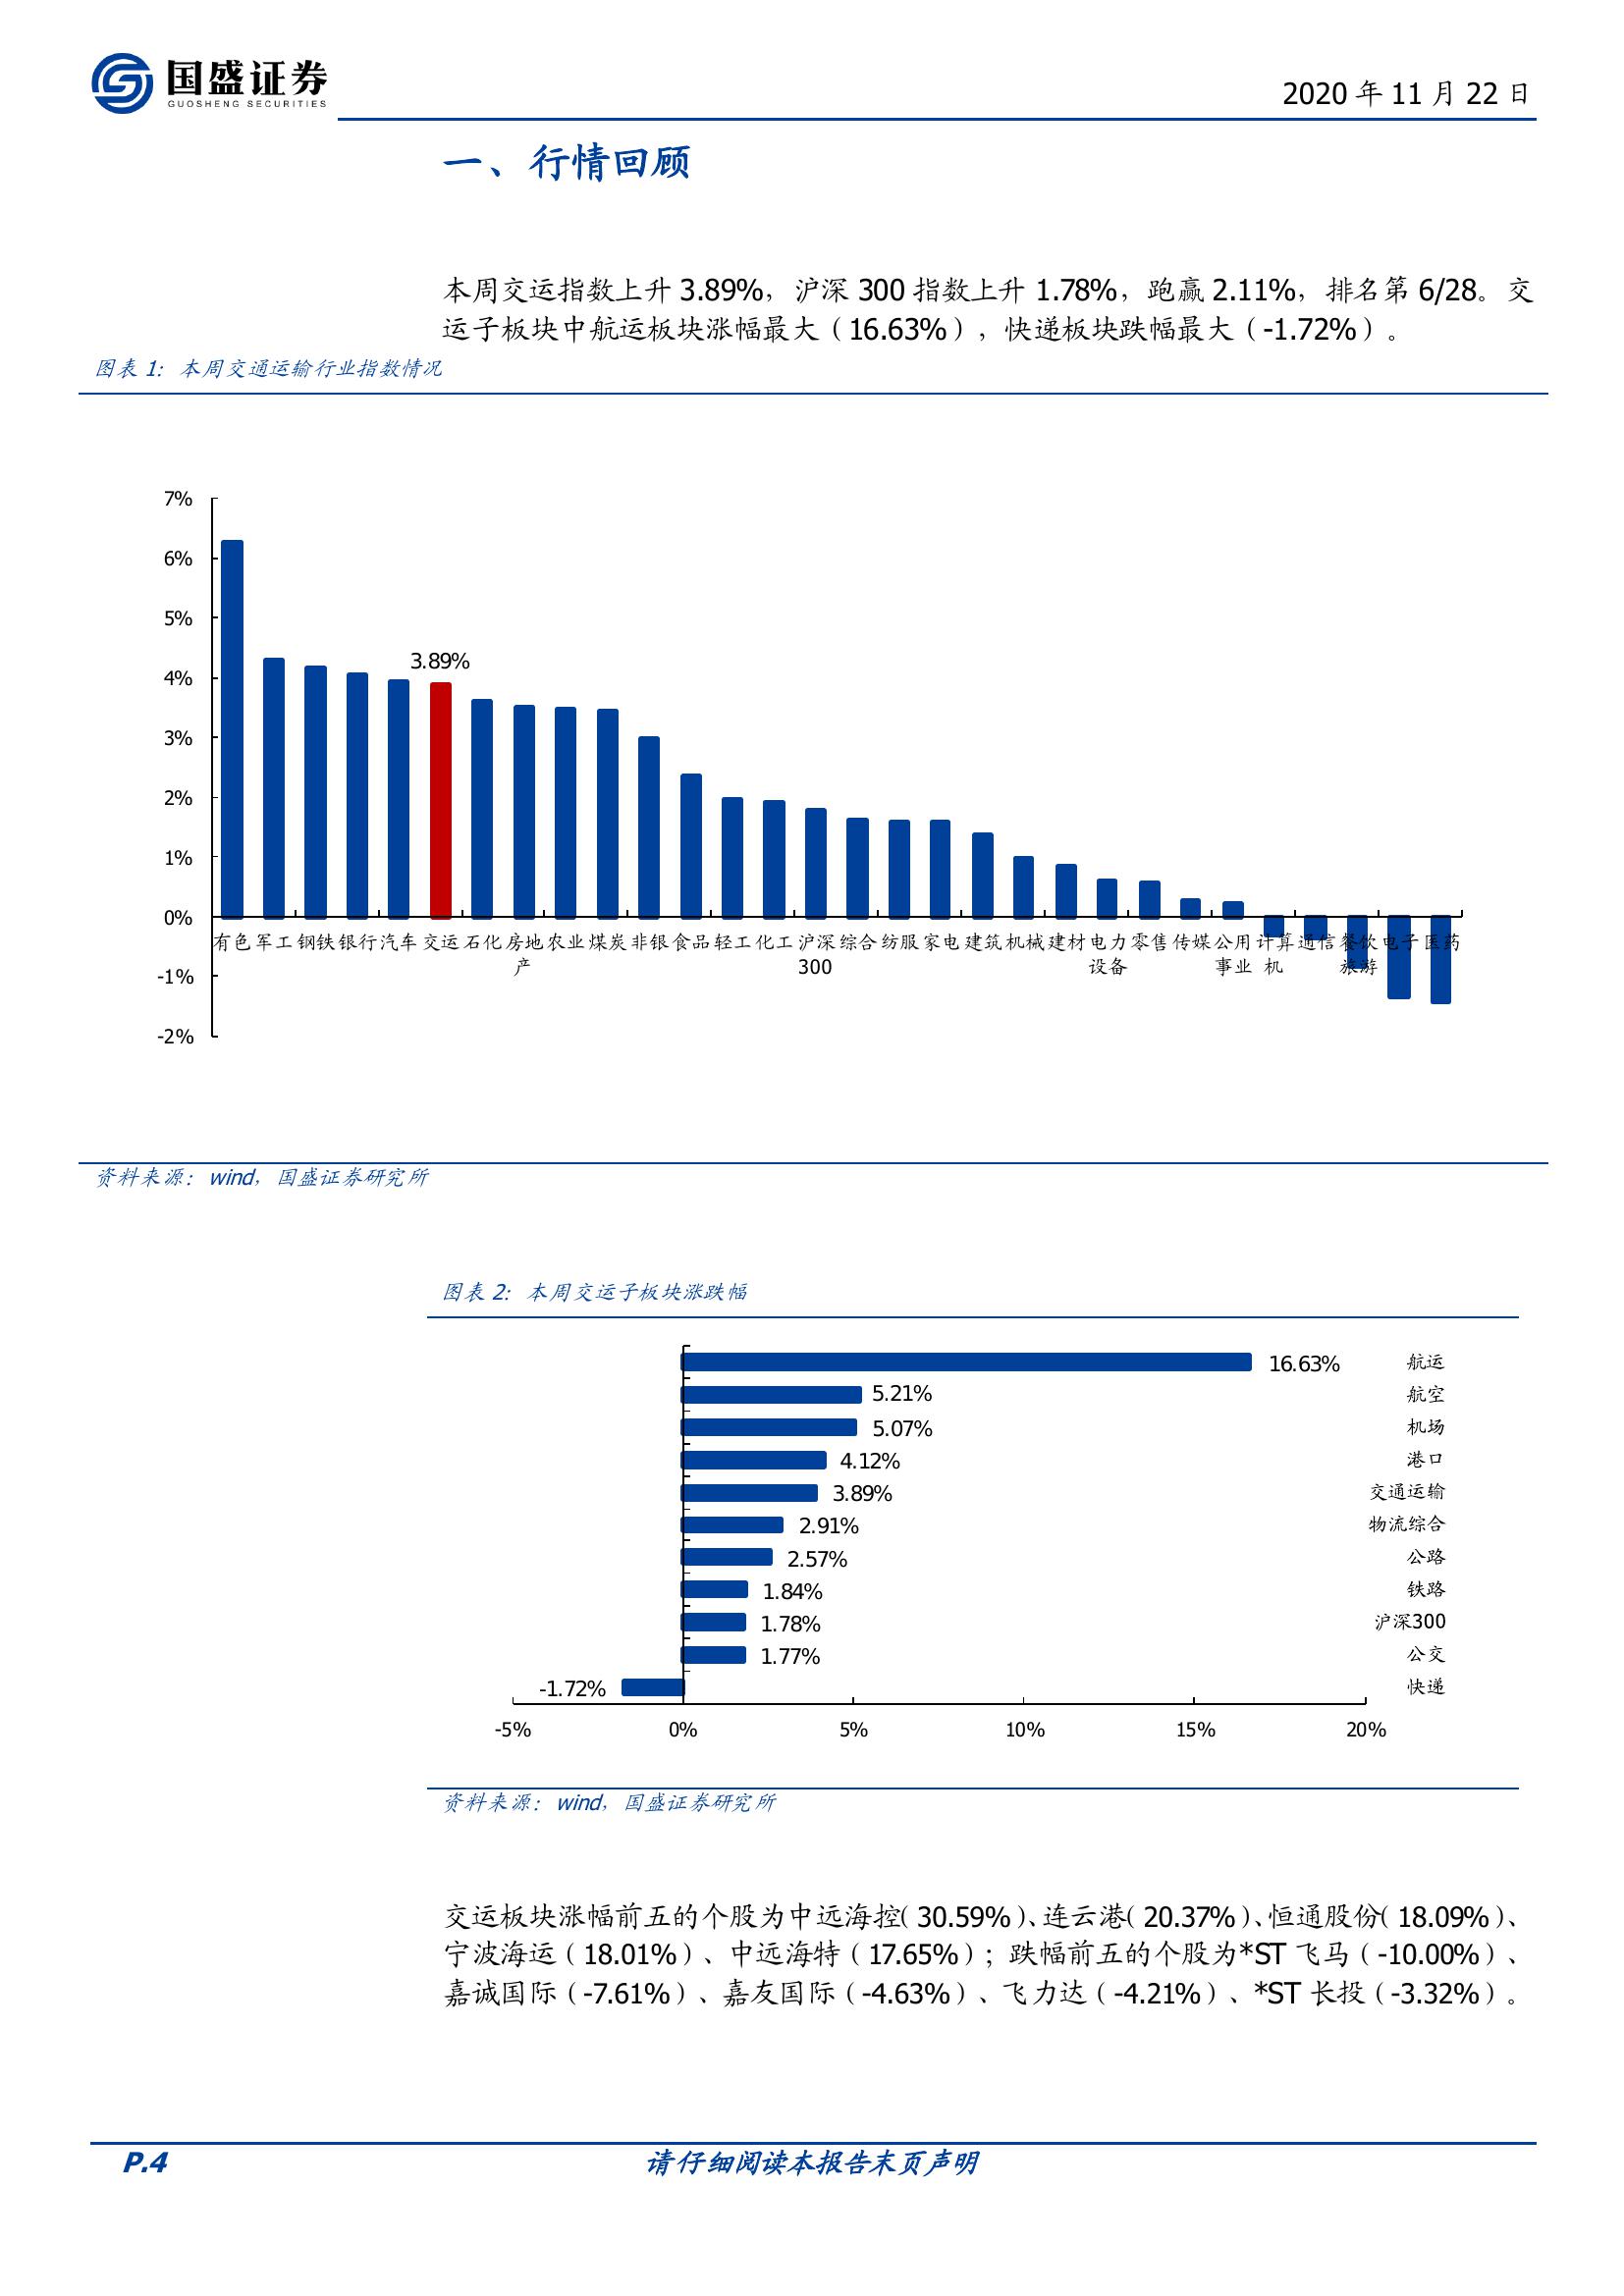 国盛证券
GUOSHENG SECURITIES
2020 年 11 月 22 日
一、行情回顾
本周交运指数上升 3.89%，沪深 300 指数上升 1.78%，跑赢 2.11%，排名第 6/28。交
运子板块中航运板块涨幅最大（16.63%），快递板块跌幅最大（-1.72%）。
图表 1：本周交通运输行业指数情况
7%
6%
5%
4%
3%
2%
1%
0%
-1%
-2%
3.89%
有色 军工 钢铁 银行 汽车 交运 石化 房地产 农业 煤炭 非银 食品 轻工 化工 沪深300 综合 纺服 家电 建筑 机械 建材 电力设备 零售 传媒 公用事业 计算机 通信 餐饮旅游 电子 医药
资料来源：wind，国盛证券研究所
图表 2：本周交运子板块涨跌幅
16.63% 航运
5.21% 航空
5.07% 机场
4.12% 港口
3.89% 交通运输
2.91% 物流综合
2.57% 公路
1.84% 铁路
1.78% 沪深300
1.77% 公交
-1.72% 快递
-5% 0% 5% 10% 15% 20%
资料来源：wind，国盛证券研究所
交运板块涨幅前五的个股为中远海控（30.59%）、连云港（20.37%）、恒通股份（18.09%）、
宁波海运（18.01%）、中远海特（17.65%）；跌幅前五的个股为*ST 飞马（-10.00%）、
嘉诚国际（-7.61%）、嘉友国际（-4.63%）、飞力达（-4.21%）、*ST 长投（-3.32%）。
P.4
请仔细阅读本报告末页声明